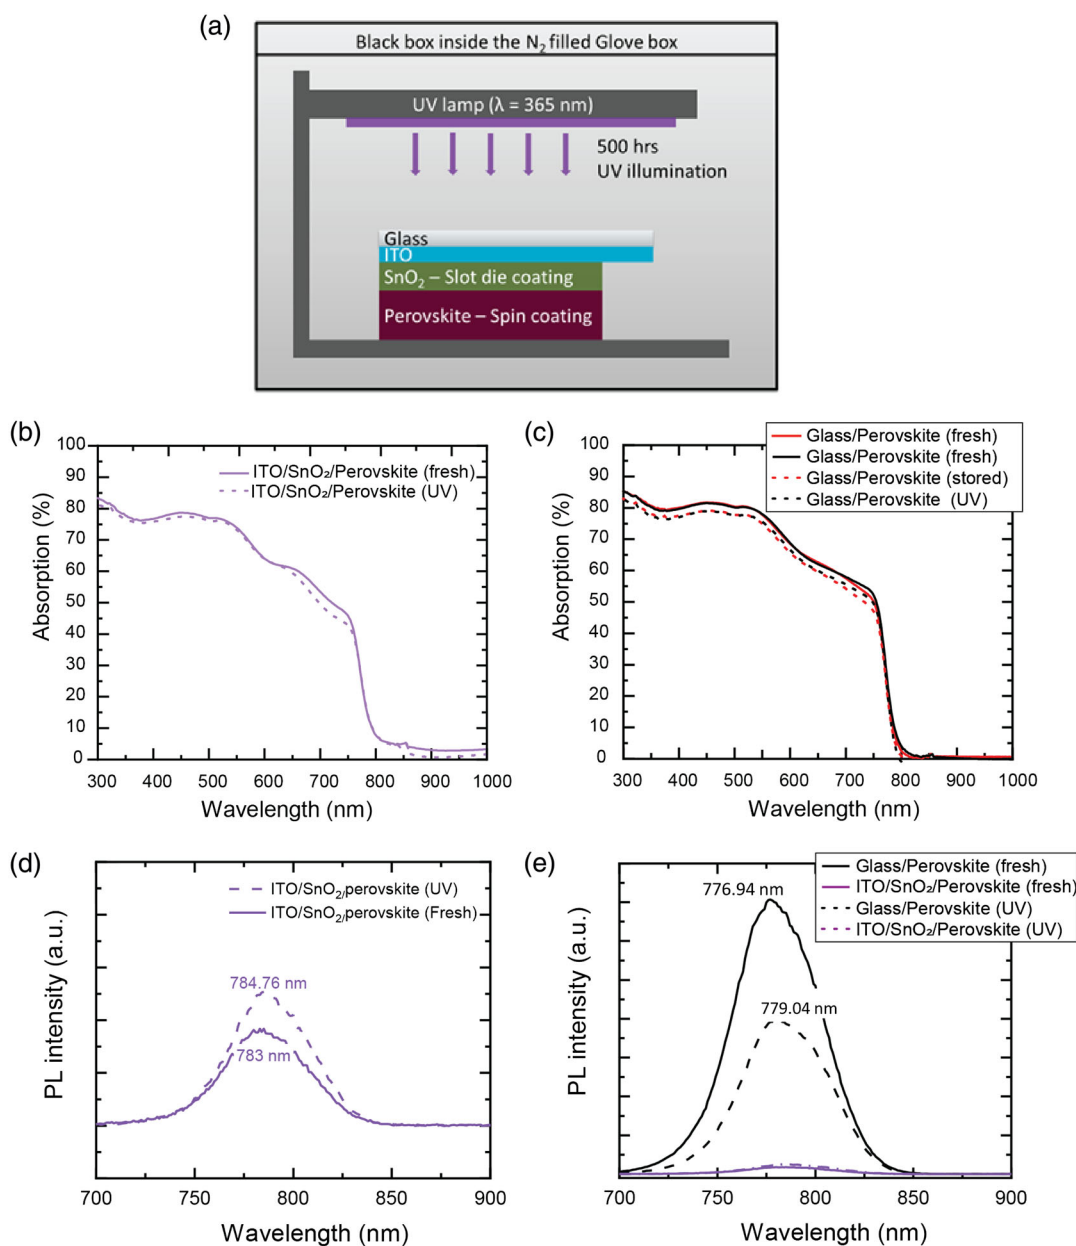 (a)
Black box inside the N₂ filled Glove box
UV lamp (λ = 365 nm)
500 hrs
UV illumination
Glass
ITO
SnO₂ – Slot die coating
Perovskite – Spin coating
(b)
100
90
80
70
60
50
40
30
20
10
0
Absorption (%)
ITO/SnO₂/Perovskite (fresh)
ITO/SnO₂/Perovskite (UV)
300 400 500 600 700 800 900 1000
Wavelength (nm)
(c)
Glass/Perovskite (fresh)
Glass/Perovskite (fresh)
Glass/Perovskite (stored)
Glass/Perovskite (UV)
100
90
80
70
60
50
40
30
20
10
0
Absorption (%)
300 400 500 600 700 800 900 1000
Wavelength (nm)
(d)
ITO/SnO₂/perovskite (UV)
ITO/SnO₂/perovskite (Fresh)
784.76 nm
783 nm
PL intensity (a.u.)
700 750 800 850 900
Wavelength (nm)
(e)
Glass/Perovskite (fresh)
ITO/SnO₂/Perovskite (fresh)
Glass/Perovskite (UV)
ITO/SnO₂/Perovskite (UV)
776.94 nm
779.04 nm
PL intensity (a.u.)
700 750 800 850 900
Wavelength (nm)